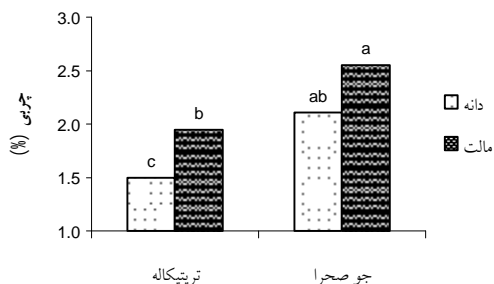 3.0
2.5
2.0
1.5
1.0
چربی (%)
c
b
ab
a
تریتیکاله
جو صحرا
دانه
مالت